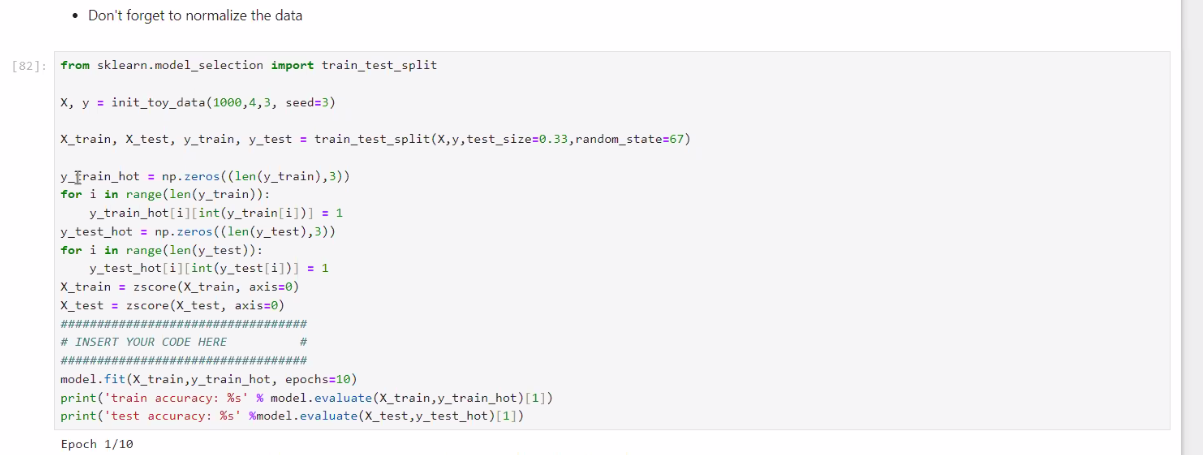 • Don't forget to normalize the data
[82]: from sklearn.model_selection import train_test_split
X, y = init_toy_data(1000,4,3, seed=3)
X_train, X_test, y_train, y_test = train_test_split(X,y,test_size=0.33,random_state=67)
y_train_hot = np.zeros((len(y_train),3))
for i in range(len(y_train)):
    y_train_hot[i][int(y_train[i])] = 1
y_test_hot = np.zeros((len(y_test),3))
for i in range(len(y_test)):
    y_test_hot[i][int(y_test[i])] = 1
X_train = zscore(X_train, axis=0)
X_test = zscore(X_test, axis=0)
##################################
# INSERT YOUR CODE HERE          #
##################################
model.fit(X_train,y_train_hot, epochs=10)
print('train accuracy: %s' % model.evaluate(X_train,y_train_hot)[1])
print('test accuracy: %s' %model.evaluate(X_test,y_test_hot)[1])
Epoch 1/10